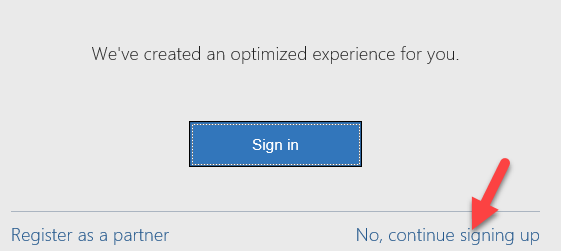 We've created an optimized experience for you.
Sign in
Register as a partner
No, continue signing up